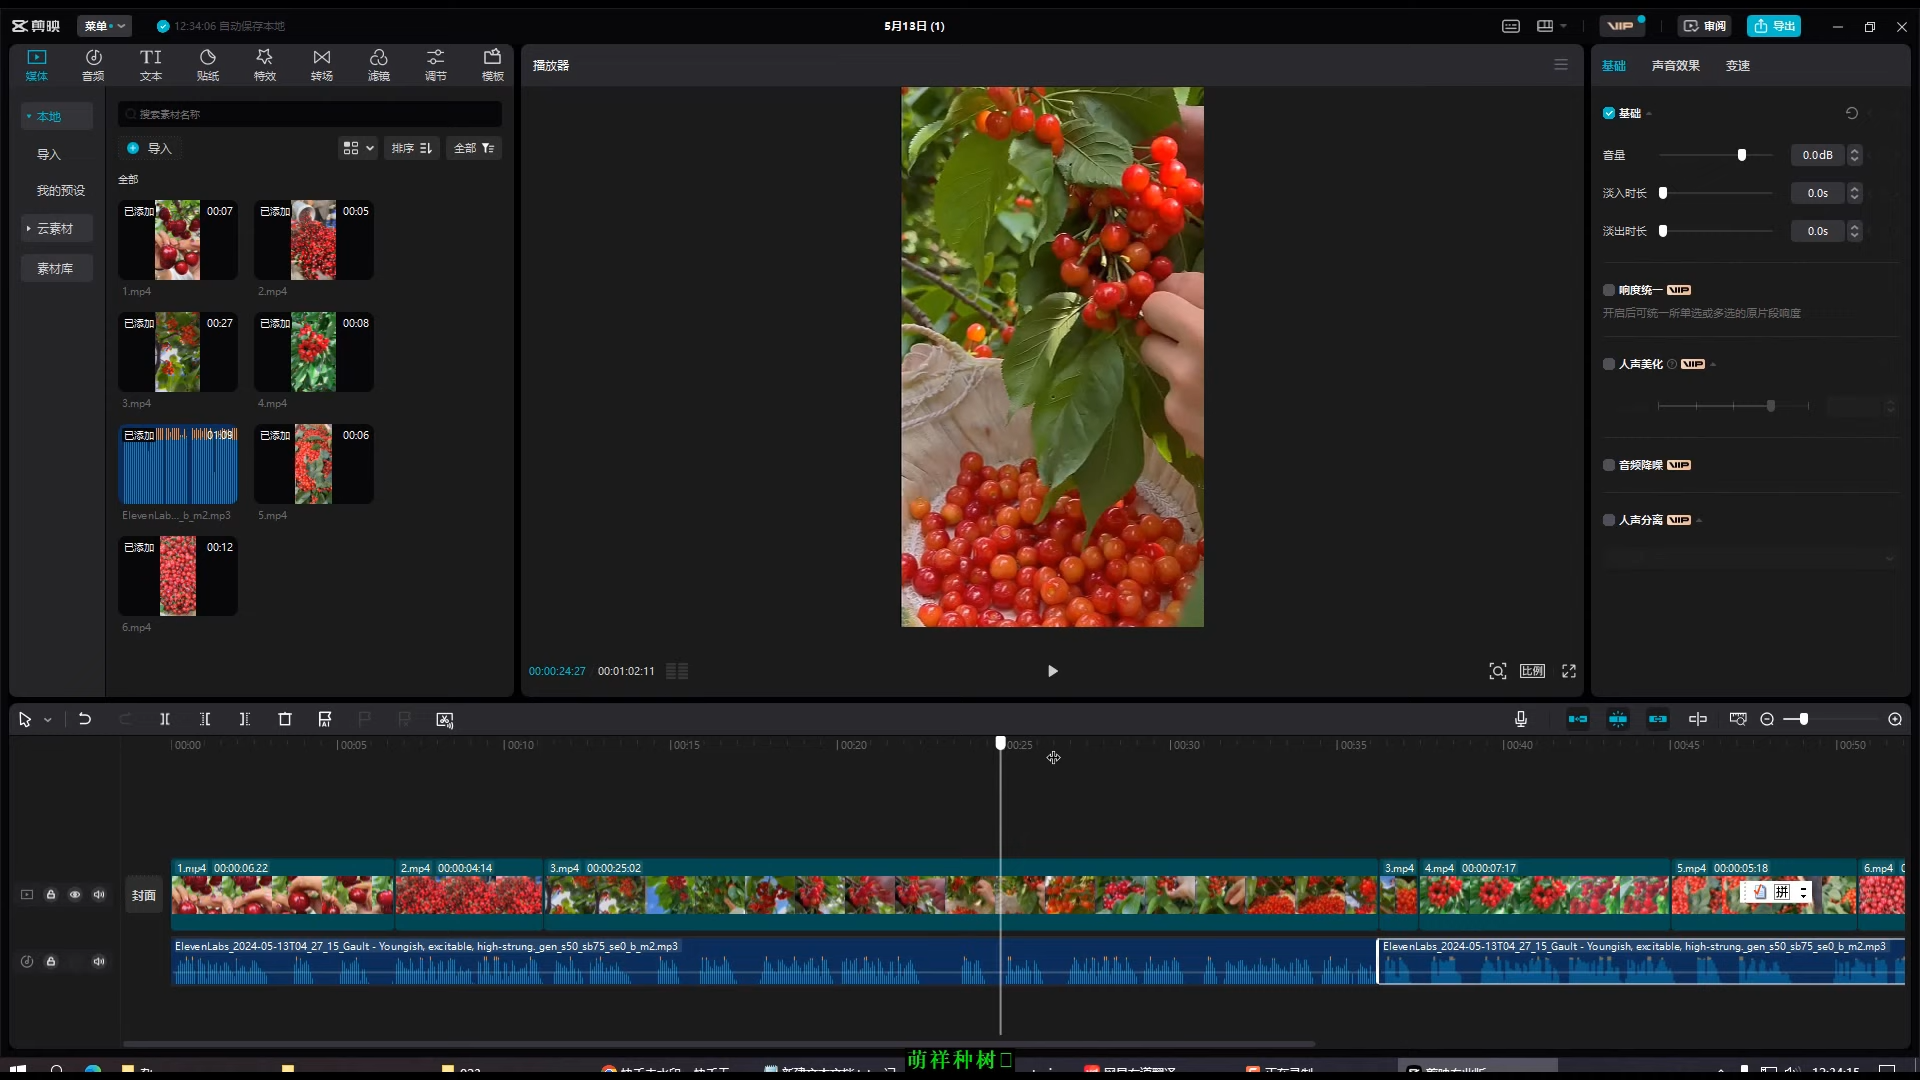 剪映
菜单
12:34:06 自动保存本地
5月13日 (1)
VIP
审阅
导出
媒体
音频
文本
贴纸
特效
转场
滤镜
调节
模板
本地
导入
我的预设
云素材
素材库
搜索素材名称
导入
排序
全部
全部
已添加 00:07
已添加 00:05
1.mp4
2.mp4
已添加 00:27
已添加 00:08
3.mp4
4.mp4
已添加 01:09
已添加 00:06
ElevenLab..._b_m2.mp3
5.mp4
已添加 00:12
6.mp4
播放器
00:00:24:27 00:01:02:11
比例
基础
声音效果
变速
基础
音量 0.0dB
淡入时长 0.0s
淡出时长 0.0s
响度统一 VIP
开启后可统一所单选或多选的原片段响度
人声美化 VIP
音频降噪 VIP
人声分离 VIP
00:00 00:05 00:10 00:15 00:20 00:25 00:30 00:35 00:40 00:45 00:50
封面
1.mp4 00:00:06:22
2.mp4 00:00:04:14
3.mp4 00:00:25:02
3.mp4
4.mp4 00:00:07:17
5.mp4 00:00:05:18
6.mp4
拼
ElevenLabs_2024-05-13T04_27_15_Gault - Youngish, excitable, high-strung._gen_s50_sb75_se0_b_m2.mp3
ElevenLabs_2024-05-13T04_27_15_Gault - Youngish, excitable, high-strung._gen_s50_sb75_se0_b_m2.mp3
萌祥种树